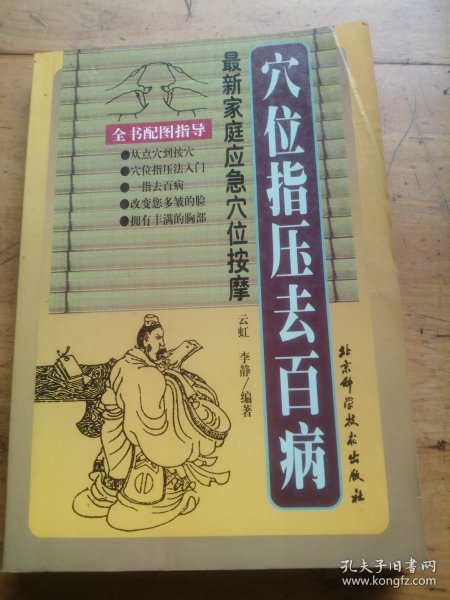 穴位指压去百病
最新家庭应急穴位按摩
全书配图指导
●从点穴到按穴
●穴位指压法入门
●一指去百病
●改变您多皱的脸
●拥有丰满的胸部
云虹 李静/编著
北京科学技术出版社
孔夫子旧书网
www.kongfz.com